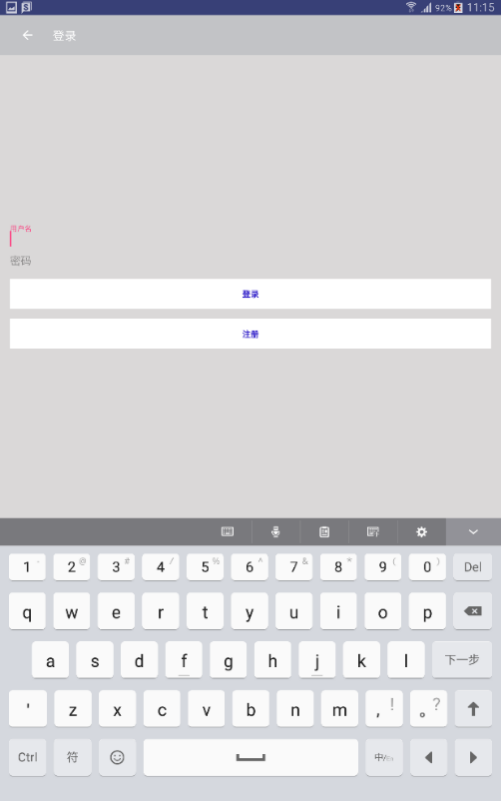 92% 11:15
登录
用户名
密码
登录
注册
1 2 @ 3 # 4 / 5 % 6 ^ 7 & 8 * 9 ( 0 ) Del
q w e r t y u i o p
a s d f g h j k l 下一步
' z x c v b n m , ! 。 ?
Ctrl 符 中/